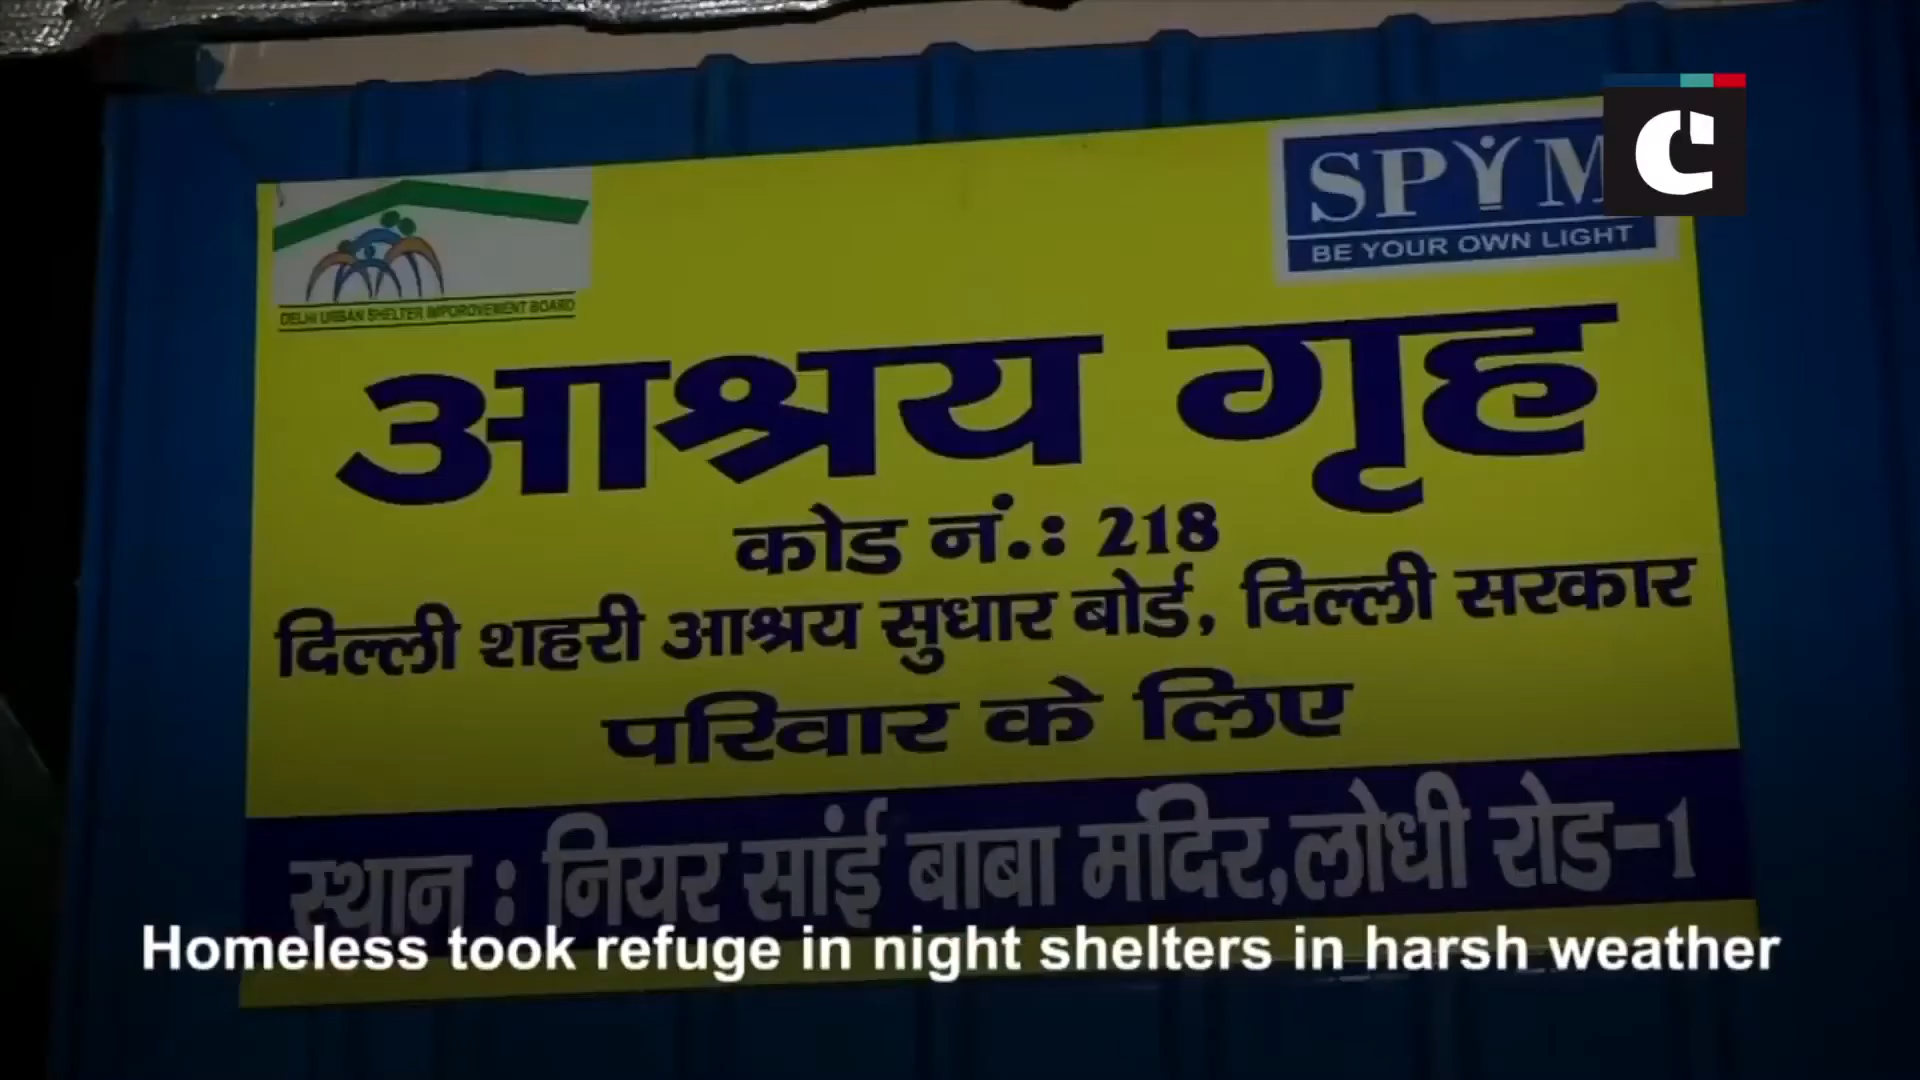 SPYM
BE YOUR OWN LIGHT
DELHI URBAN SHELTER IMPOROVEMENT BOARD
आश्रय गृह
कोड नं.: 218
दिल्ली शहरी आश्रय सुधार बोर्ड, दिल्ली सरकार
परिवार के लिए
स्थान : नियर सांई बाबा मंदिर,लोधी रोड-1
Homeless took refuge in night shelters in harsh weather